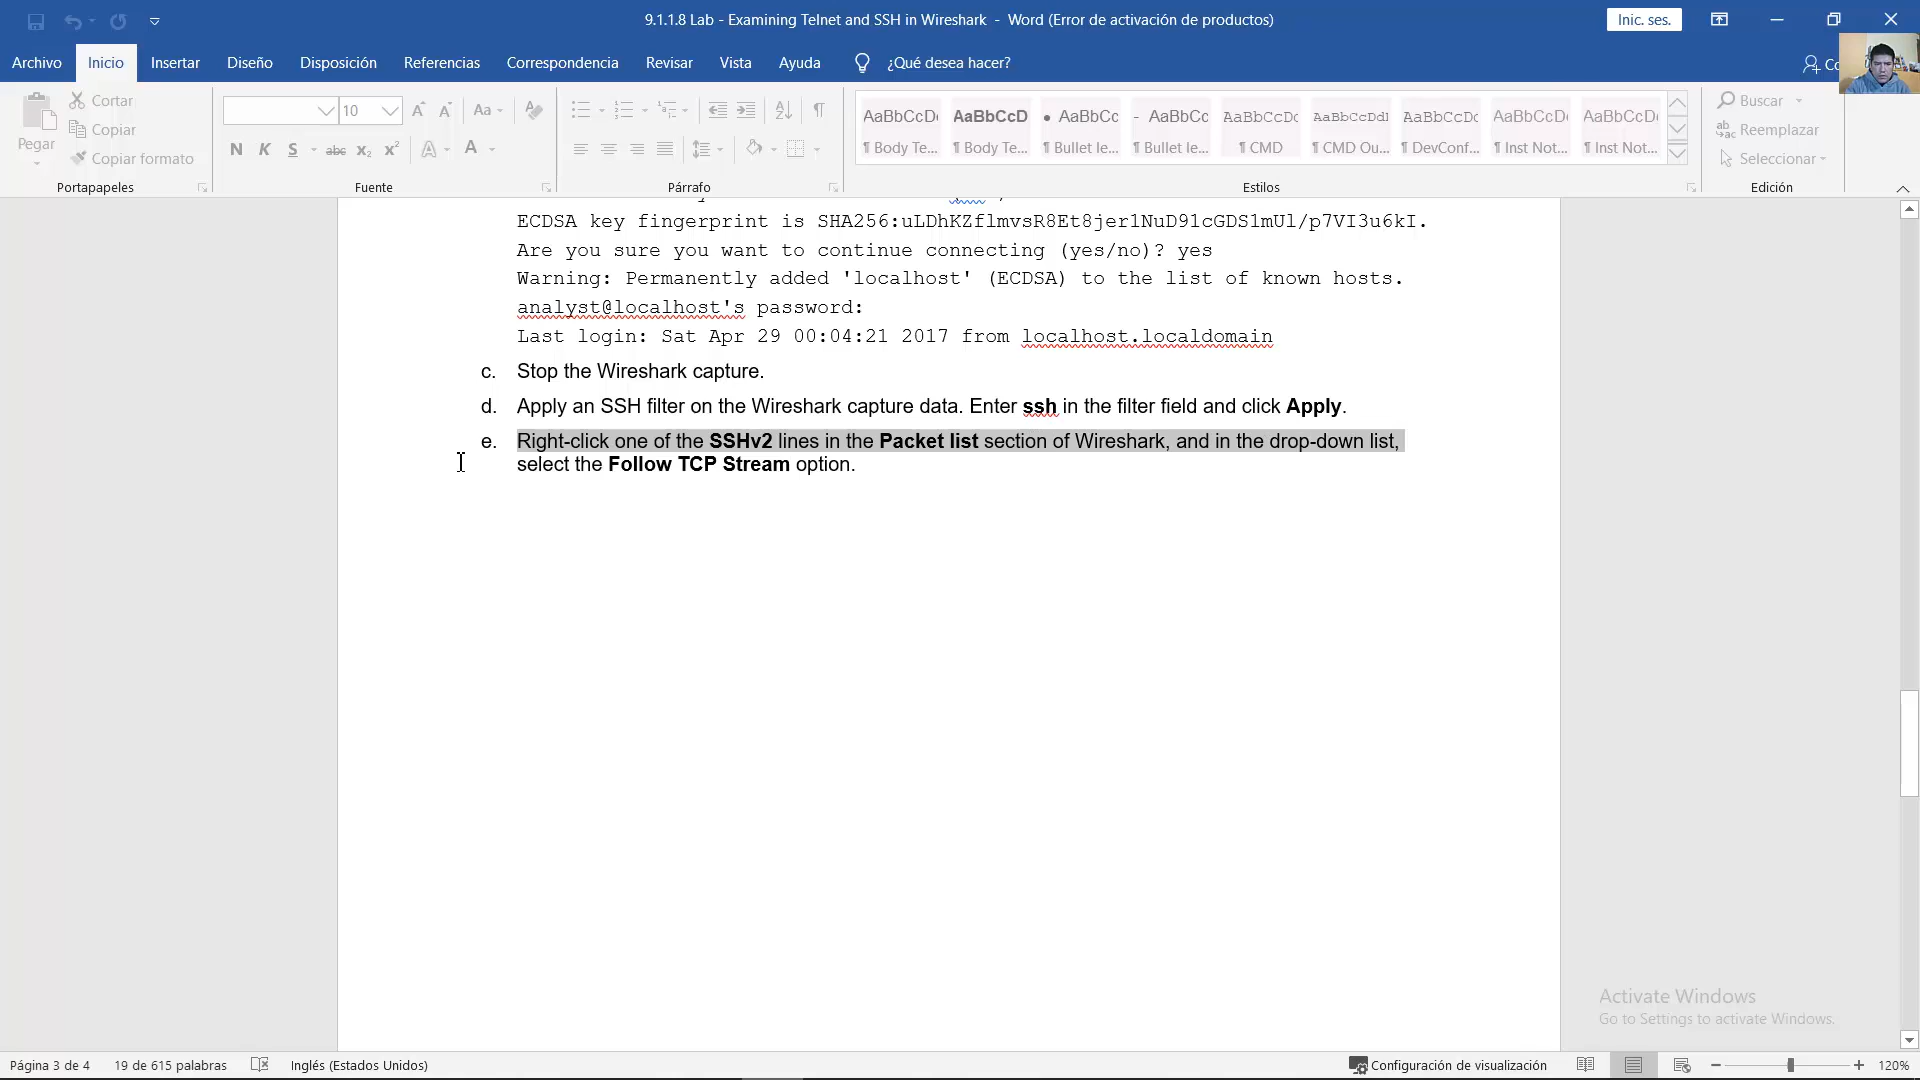 9.1.1.8 Lab - Examining Telnet and SSH in Wireshark - Word (Error de activación de productos)
Inic. ses.
Archivo Inicio Insertar Diseño Disposición Referencias Correspondencia Revisar Vista Ayuda ¿Qué desea hacer?
Pegar
Cortar
Copiar
Copiar formato
Portapapeles
10
Aa
N K S abc x₂ x² A A
Fuente
Párrafo
AaBbCcD AaBbCcD • AaBbCc - AaBbCc AaBbCcDc AaBbCcDdI AaBbCcDc AaBbCcD AaBbCcD
¶ Body Te... ¶ Body Te... ¶ Bullet le... ¶ Bullet le... ¶ CMD ¶ CMD Ou... ¶ DevConf... ¶ Inst Not... ¶ Inst Not...
Estilos
Buscar
Reemplazar
Seleccionar
Edición
ECDSA key fingerprint is SHA256:uLDhKZflmvsR8Et8jer1NuD91cGDS1mUl/p7VI3u6kI.
Are you sure you want to continue connecting (yes/no)? yes
Warning: Permanently added 'localhost' (ECDSA) to the list of known hosts.
analyst@localhost's password:
Last login: Sat Apr 29 00:04:21 2017 from localhost.localdomain
c. Stop the Wireshark capture.
d. Apply an SSH filter on the Wireshark capture data. Enter ssh in the filter field and click Apply.
e. Right-click one of the SSHv2 lines in the Packet list section of Wireshark, and in the drop-down list,
select the Follow TCP Stream option.
Activate Windows
Go to Settings to activate Windows.
Página 3 de 4 19 de 615 palabras Inglés (Estados Unidos) Configuración de visualización 120%